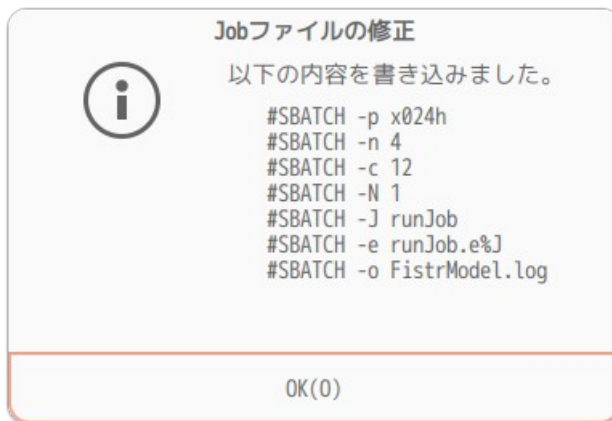 Jobファイルの修正
以下の内容を書き込みました。
#SBATCH -p x024h
#SBATCH -n 4
#SBATCH -c 12
#SBATCH -N 1
#SBATCH -J runJob
#SBATCH -e runJob.e%J
#SBATCH -o FistrModel.log
OK(O)